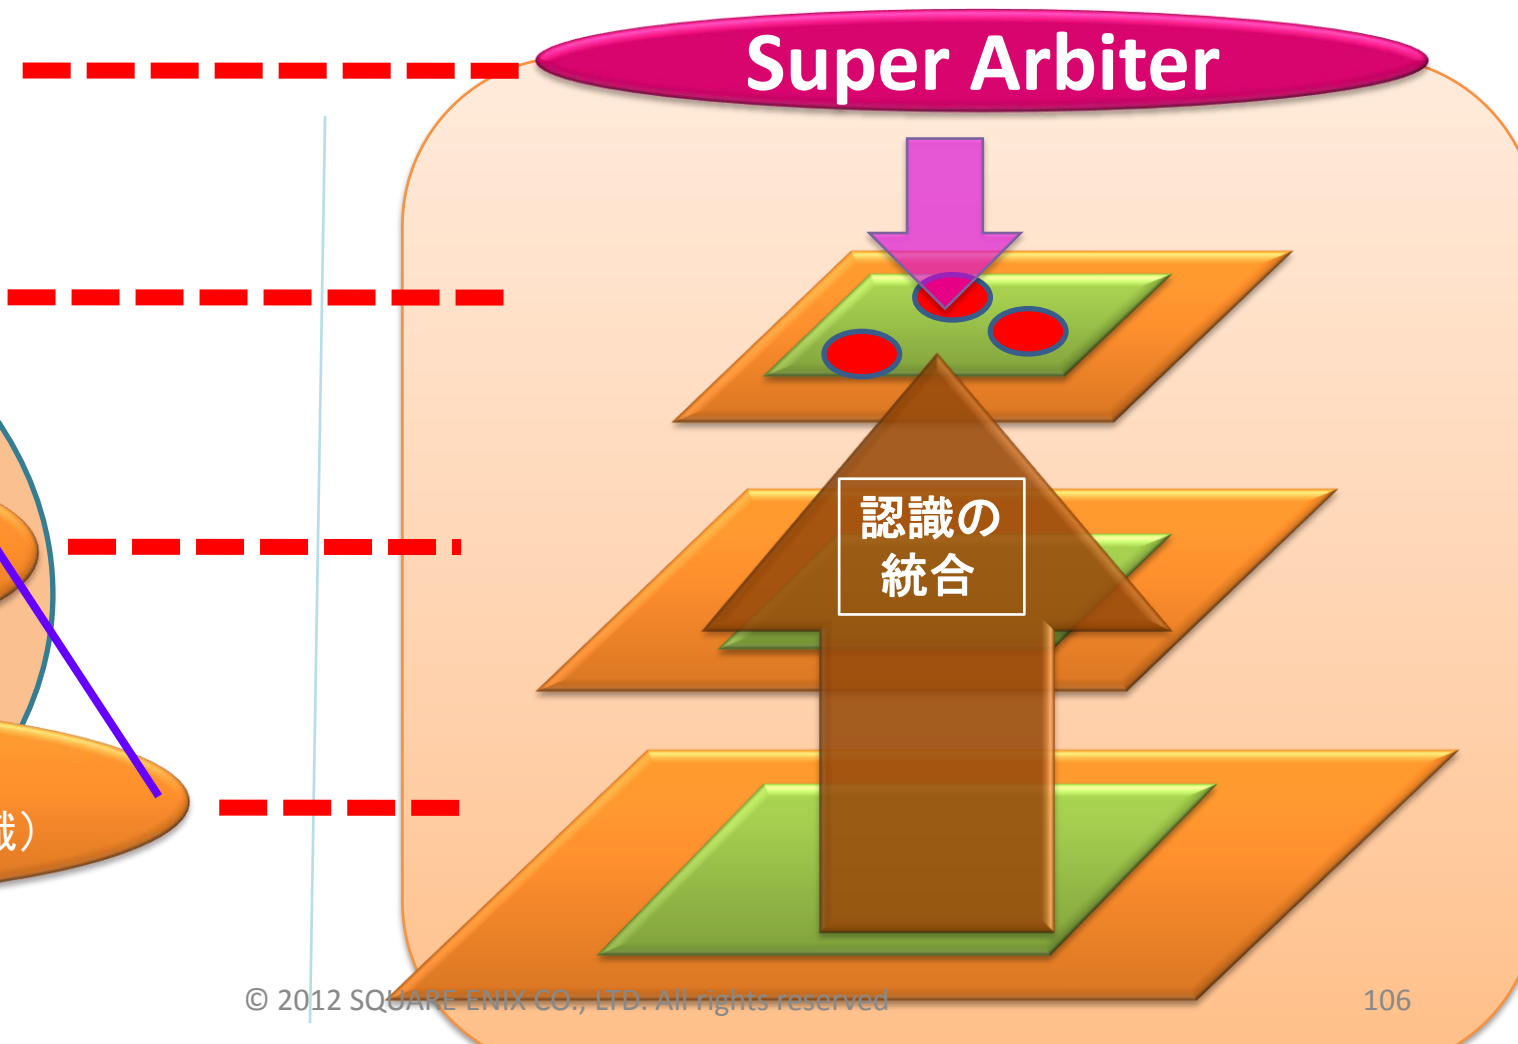 Super Arbiter
認識の
統合
）
© 2012 SQUARE ENIX CO., LTD. All rights reserved
106